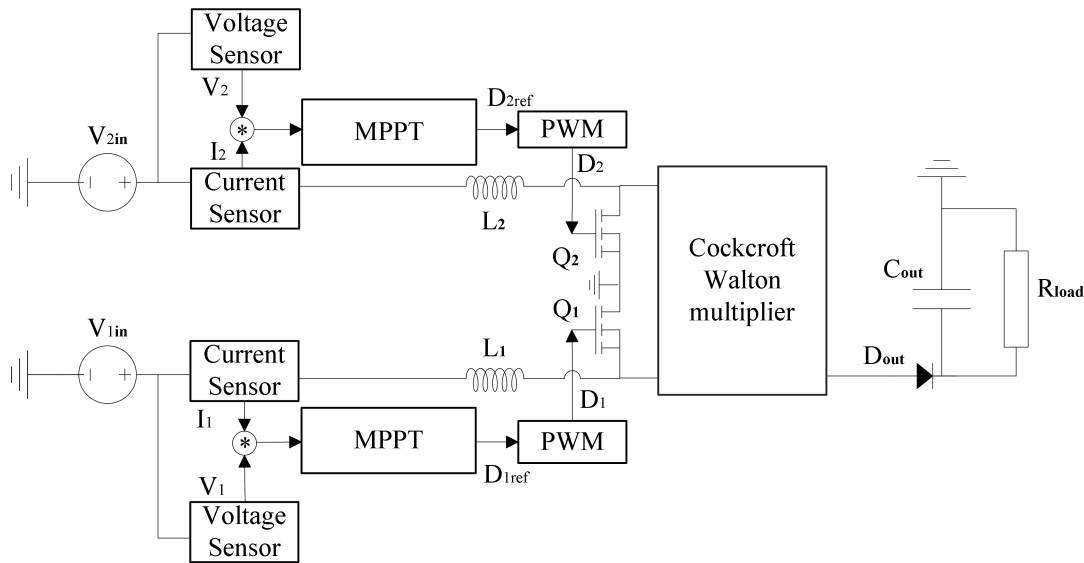 Voltage
Sensor
V2
D2ref
MPPT
PWM
*
V2in
I2
D2
- +
Current
Sensor
L2
Q2
Cockcroft
Walton
multiplier
Cout
Rload
Q1
V1in
- +
Current
Sensor
L1
Dout
D1
I1
*
MPPT
PWM
D1ref
V1
Voltage
Sensor